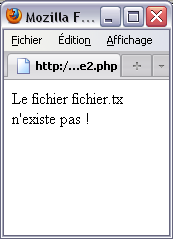 Mozilla F...
Fichier Édition Affichage
http:/...e2.php
Le fichier fichier.tx
n'existe pas !